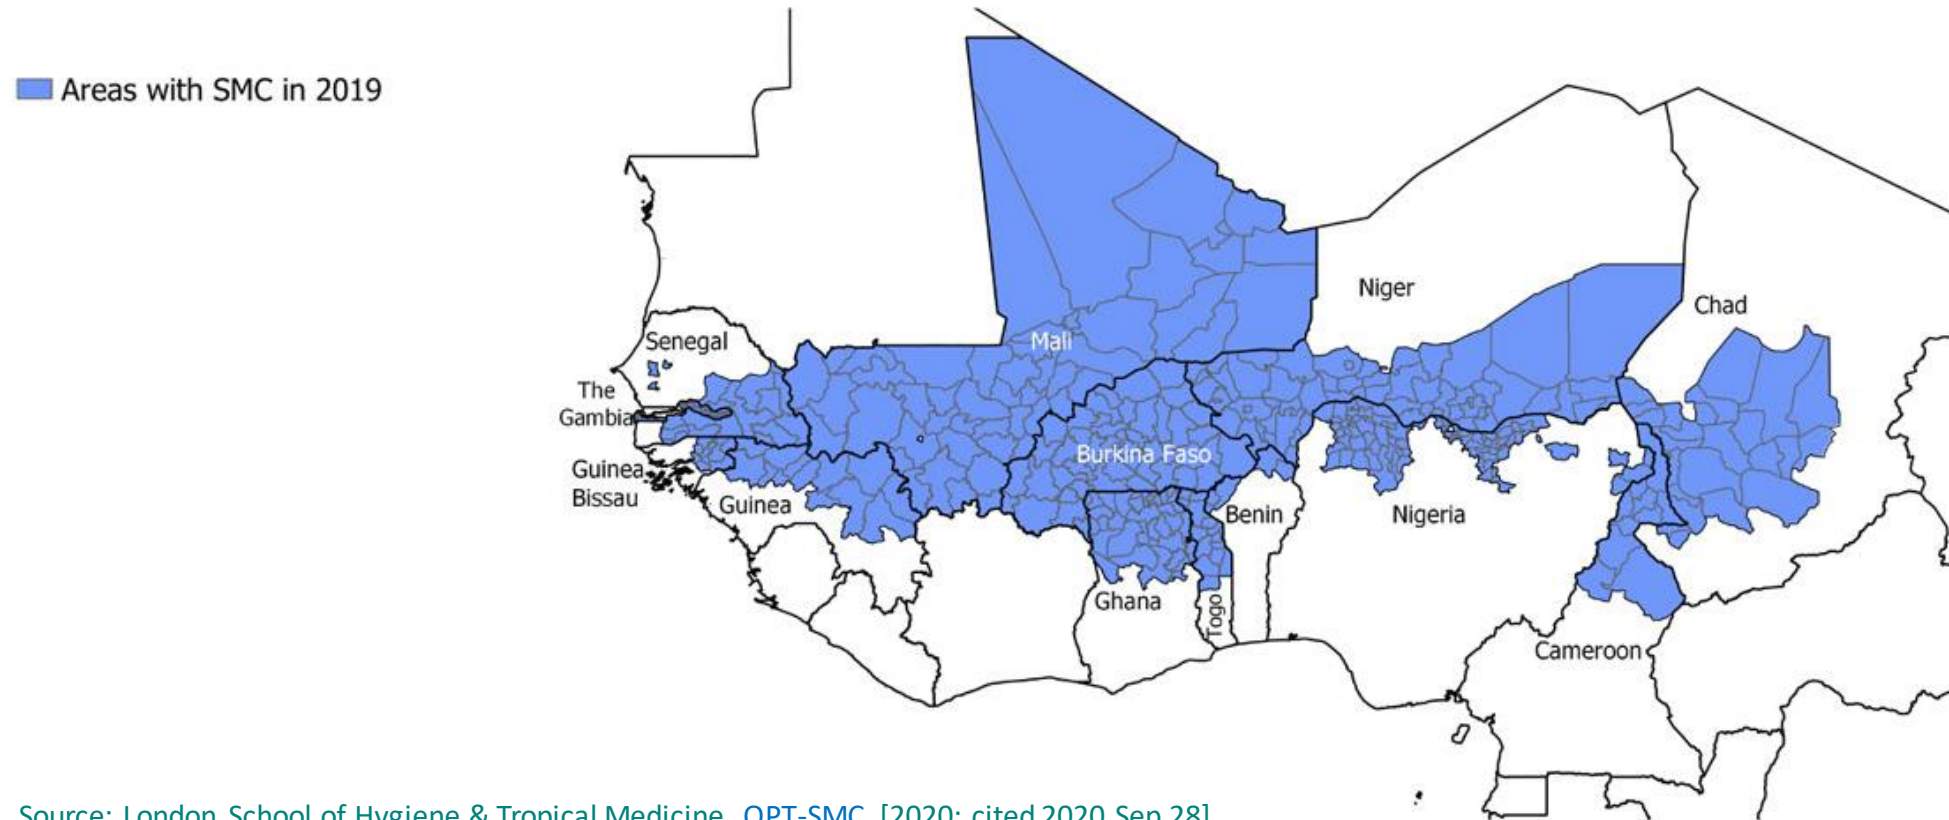 Areas with SMC in 2019
Niger
Chad
Senegal
Mali
The
Gambia
Burkina Faso
Guinea
Bissau
Guinea
Benin
Nigeria
Ghana
Togo
Cameroon
Source: London School of Hygiene & Tropical Medicine. OPT-SMC. [2020; cited 2020 Sep 28]